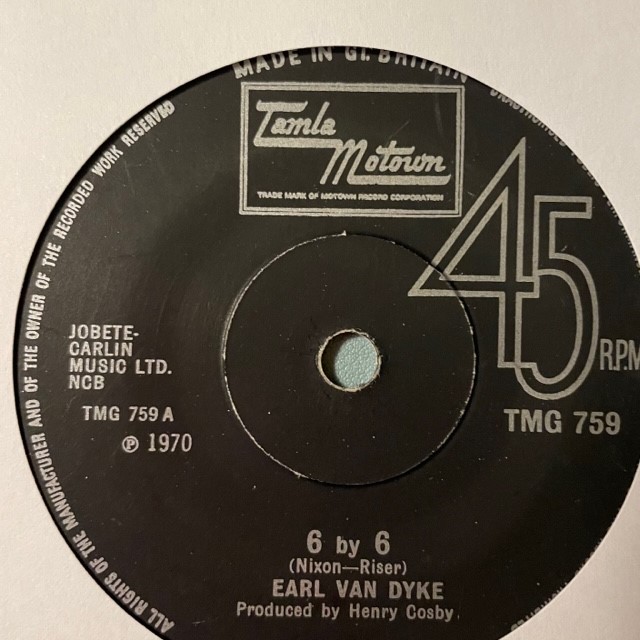 MADE IN GT. BRITAIN
Tamla
Motown
TRADE MARK OF MOTOWN RECORD CORPORATION
45
R.P.M
JOBETE-
CARLIN
MUSIC LTD.
NCB
TMG 759 A
℗ 1970
TMG 759
6 by 6
(Nixon—Riser)
EARL VAN DYKE
Produced by Henry Cosby
ALL RIGHTS OF THE MANUFACTURER AND OF THE OWNER OF THE RECORDED WORK RESERVED